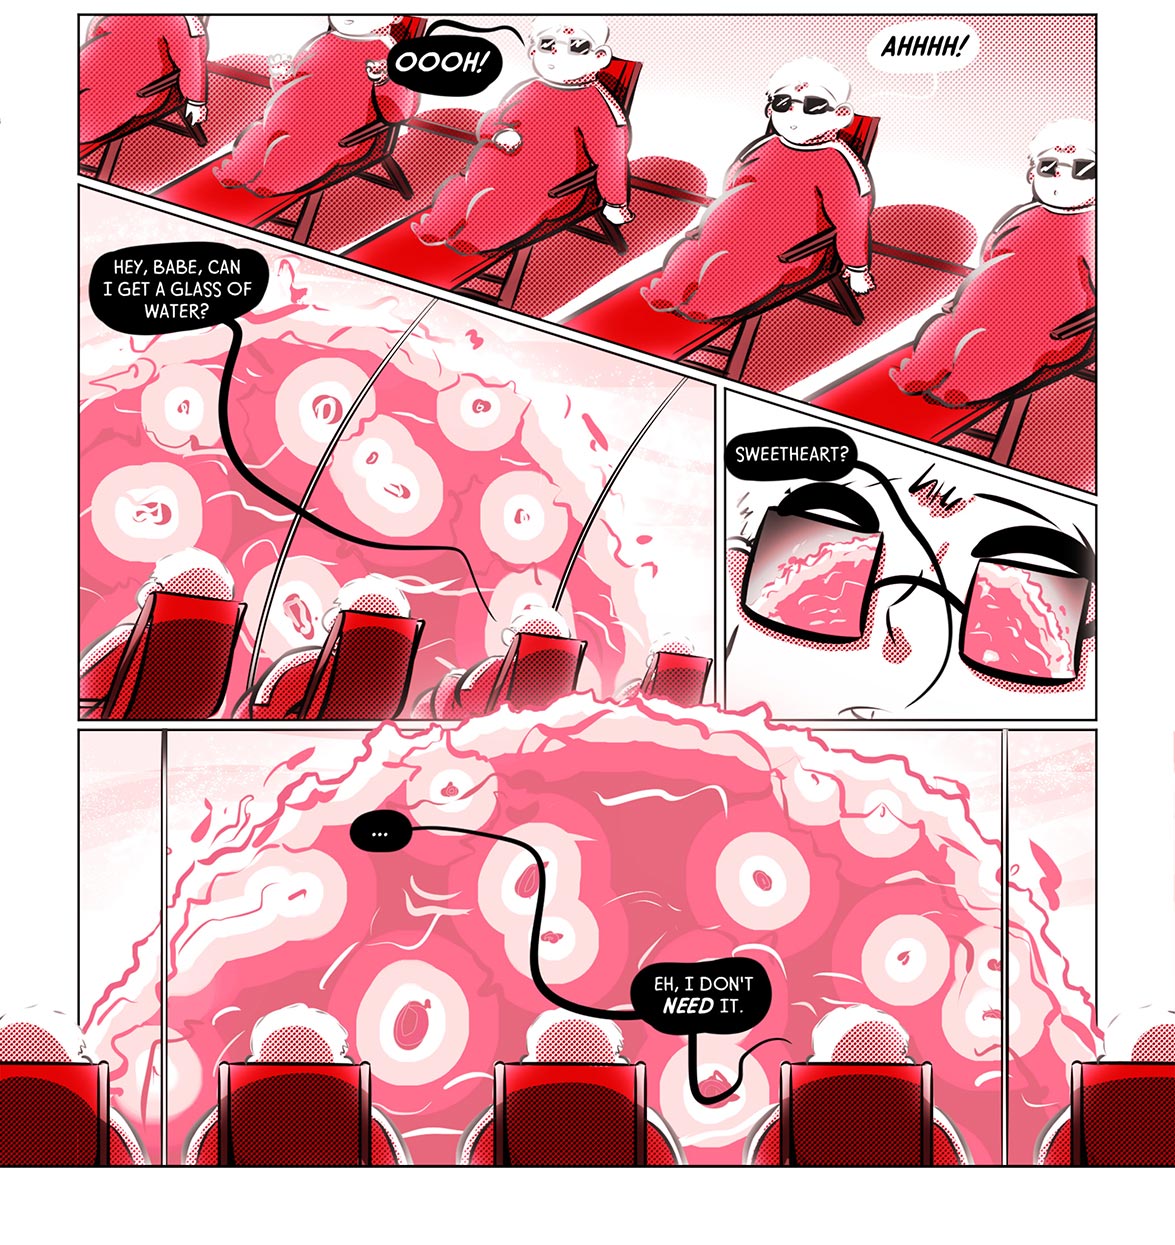 OOOH!
AHHHH!
HEY, BABE, CAN
I GET A GLASS OF
WATER?
SWEETHEART?
...
EH, I DON'T
NEED IT.